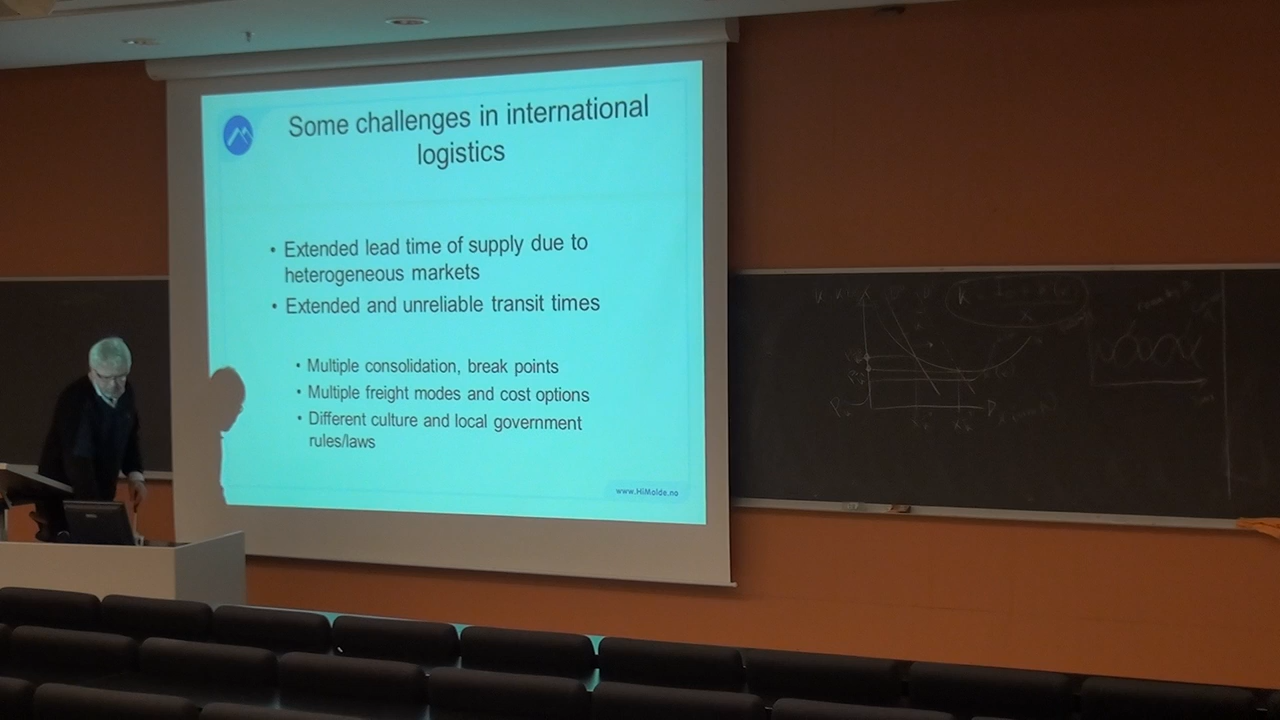 Some challenges in international
logistics
• Extended lead time of supply due to
heterogeneous markets
• Extended and unreliable transit times
• Multiple consolidation, break points
• Multiple freight modes and cost options
• Different culture and local government
rules/laws
www.HiMolde.no